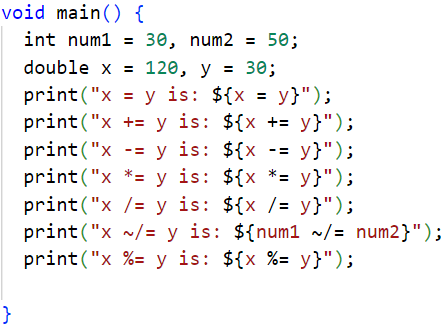 void main() {
  int num1 = 30, num2 = 50;
  double x = 120, y = 30;
  print("x = y is: ${x = y}");
  print("x += y is: ${x += y}");
  print("x -= y is: ${x -= y}");
  print("x *= y is: ${x *= y}");
  print("x /= y is: ${x /= y}");
  print("x ~/= y is: ${num1 ~/= num2}");
  print("x %= y is: ${x %= y}");
}